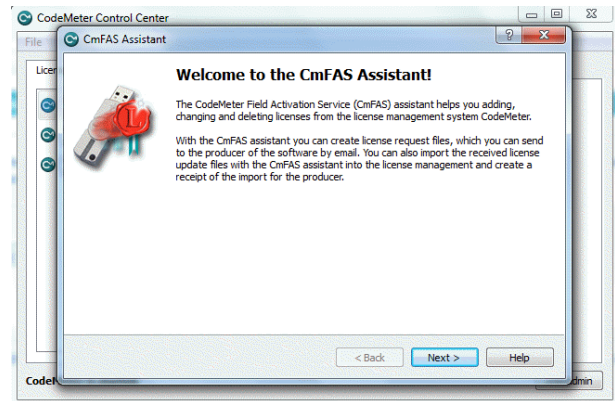 CodeMeter Control Center
File
CmFAS Assistant
Welcome to the CmFAS Assistant!
The CodeMeter Field Activation Service (CmFAS) assistant helps you adding,
changing and deleting licenses from the license management system CodeMeter.
With the CmFAS assistant you can create license request files, which you can send
to the producer of the software by email. You can also import the received license
update files with the CmFAS assistant into the license management and create a
receipt of the import for the producer.
< Back
Next >
Help